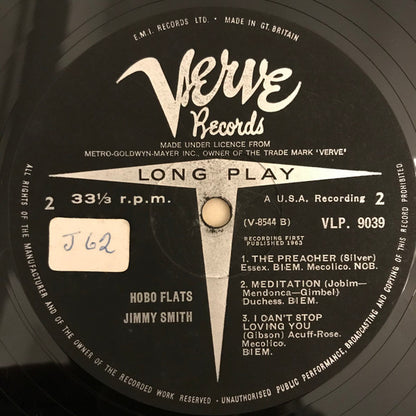 E.M.I. RECORDS LTD. • MADE IN GT. BRITAIN
Verve
Records
MADE UNDER LICENCE FROM
METRO-GOLDWYN-MAYER INC., OWNER OF THE TRADE MARK 'VERVE'
LONG PLAY
2 33⅓ r.p.m. A U.S.A. Recording 2
(V-8544 B) VLP. 9039
RECORDING FIRST
PUBLISHED 1963
J62
1. THE PREACHER (Silver)
Essex. BIEM. Mecolico. NCB.
2. MEDITATION (Jobim—
Mendonca—Gimbel)
Duchess. BIEM.
3. I CAN'T STOP
LOVING YOU
(Gibson) Acuff-Rose.
Mecolico.
BIEM.
HOBO FLATS
JIMMY SMITH
ALL RIGHTS OF THE MANUFACTURER AND OF THE OWNER OF THE RECORDED WORK RESERVED • UNAUTHORISED PUBLIC PERFORMANCE, BROADCASTING AND COPYING OF THIS RECORD PROHIBITED